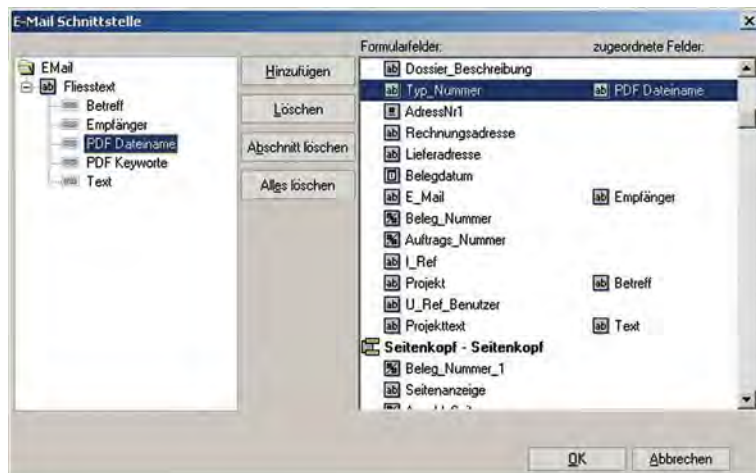 E-Mail Schnittstelle
EMail
Fliesstext
Betreff
Empfänger
PDF Dateiname
PDF Keyworte
Text
Hinzufügen
Löschen
Abschnitt löschen
Alles löschen
Formularfelder: zugeordnete Felder:
Dossier_Beschreibung
Typ_Nummer PDF Dateiname
AdressNr1
Rechnungsadresse
Lieferadresse
Belegdatum
E_Mail Empfänger
Beleg_Nummer
Auftrags_Nummer
I_Ref
Projekt Betreff
U_Ref_Benutzer
Projekttext Text
Seitenkopf - Seitenkopf
Beleg_Nummer_1
Seitenanzeige
OK Abbrechen